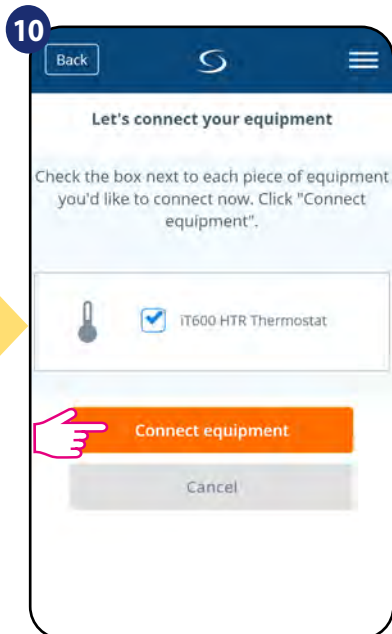 10
Back
Let's connect your equipment
Check the box next to each piece of equipment
you'd like to connect now. Click "Connect
equipment".
iT600 HTR Thermostat
Connect equipment
Cancel